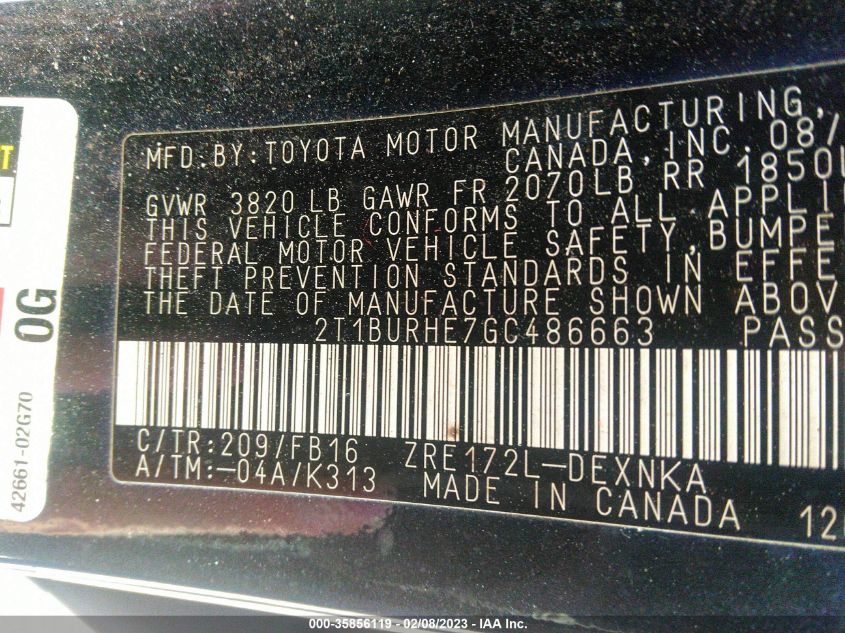 MFD.BY:TOYOTA MOTOR MANUFACTURING,
CANADA, INC. 08/
GVWR 3820 LB GAWR FR 2070LB RR 1850
THIS VEHICLE CONFORMS TO ALL APPLI
FEDERAL MOTOR VEHICLE SAFETY, BUMPE
THEFT PREVENTION STANDARDS IN EFFE
THE DATE OF MANUFACTURE SHOWN ABOV
2T1BURHE7GC486663 PASS
C/TR:209/FB16 ZRE172L-DEXNKA
A/TM:-04A/K313 MADE IN CANADA 12
0G
42661-02G70
000-35856119 - 02/08/2023 - IAA Inc.